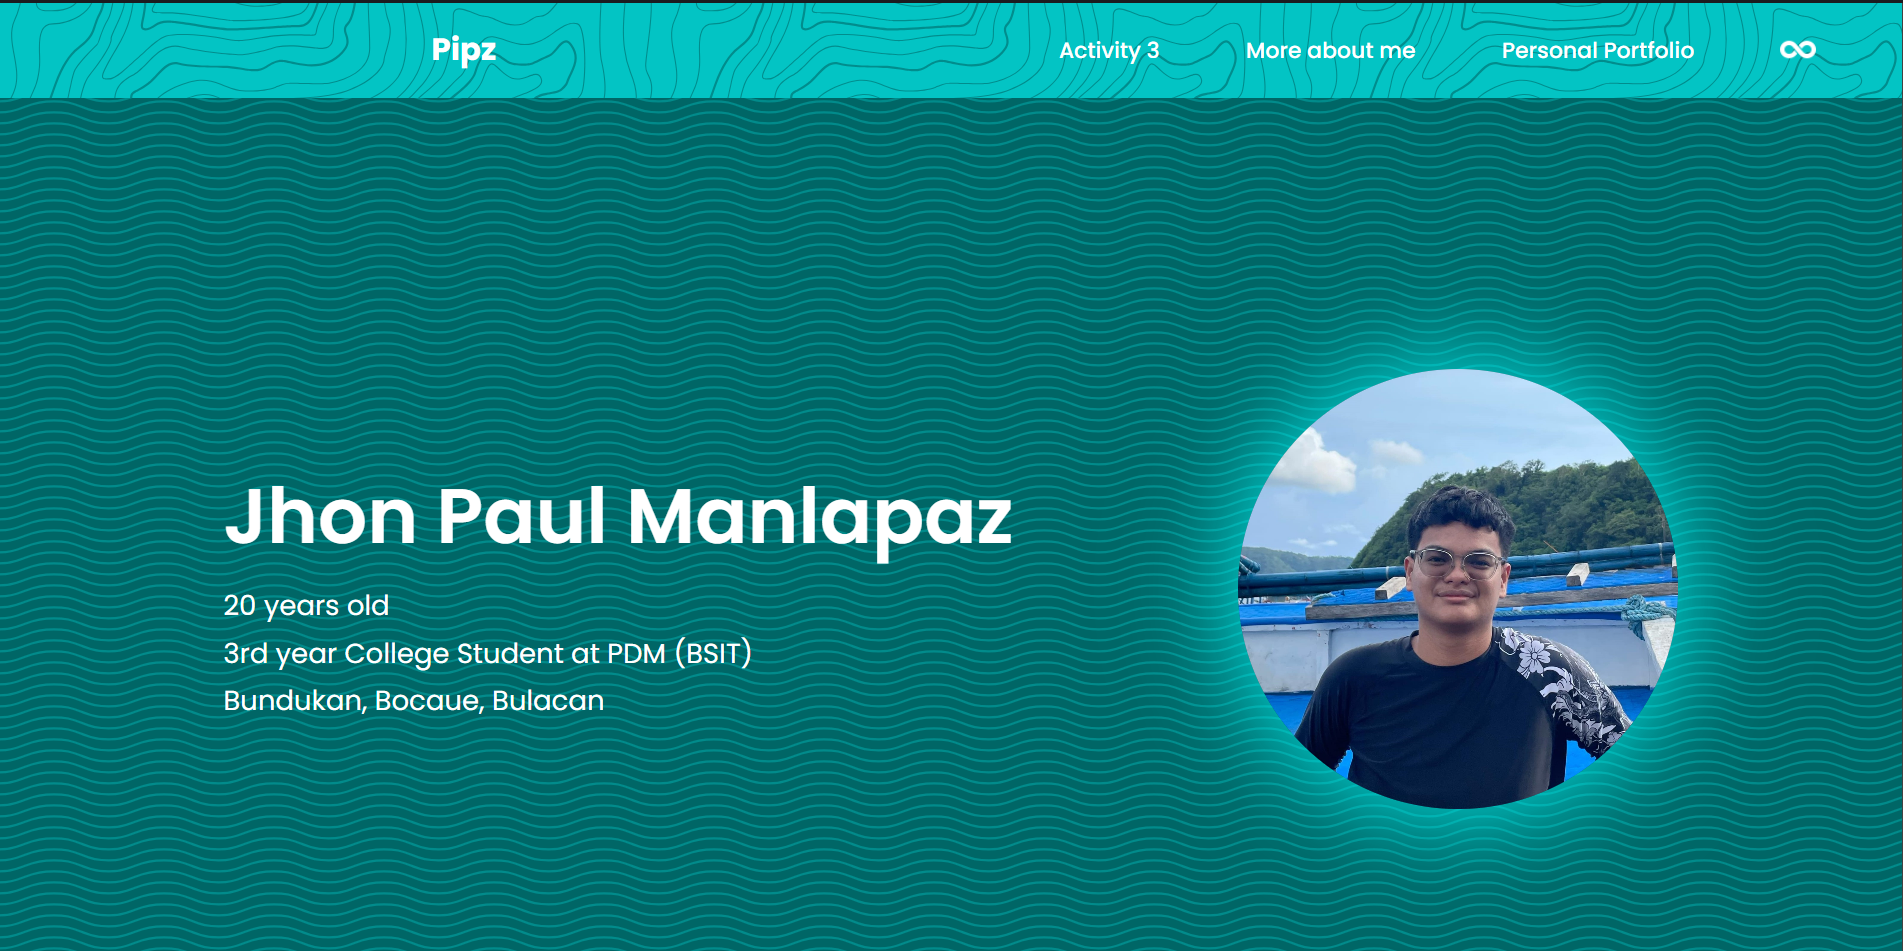 Pipz
Activity 3
More about me
Personal Portfolio
Jhon Paul Manlapaz
20 years old
3rd year College Student at PDM (BSIT)
Bundukan, Bocaue, Bulacan